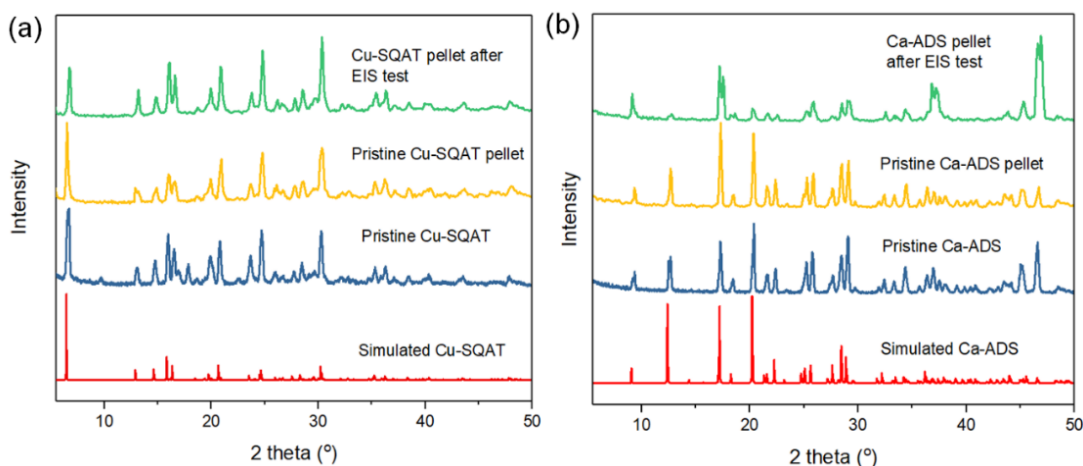 (a)
Cu-SQAT pellet after
EIS test
Pristine Cu-SQAT pellet
Pristine Cu-SQAT
Simulated Cu-SQAT
Intensity
10
20
30
40
50
2 theta (°)
(b)
Ca-ADS pellet
after EIS test
Pristine Ca-ADS pellet
Pristine Ca-ADS
Simulated Ca-ADS
Intensity
10
20
30
40
50
2 theta (°)